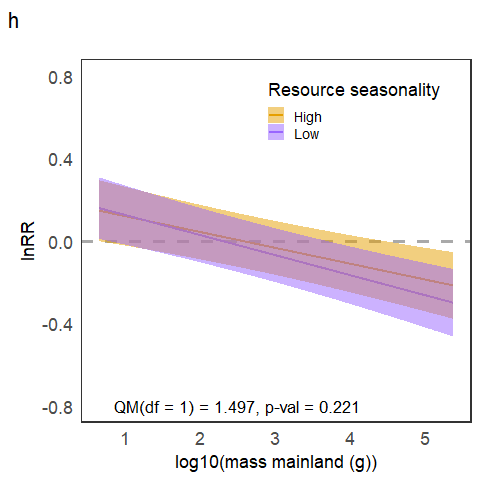 h
Resource seasonality
High
Low
0.8
0.4
0.0
-0.4
-0.8
lnRR
QM(df = 1) = 1.497, p-val = 0.221
1 2 3 4 5
log10(mass mainland (g))